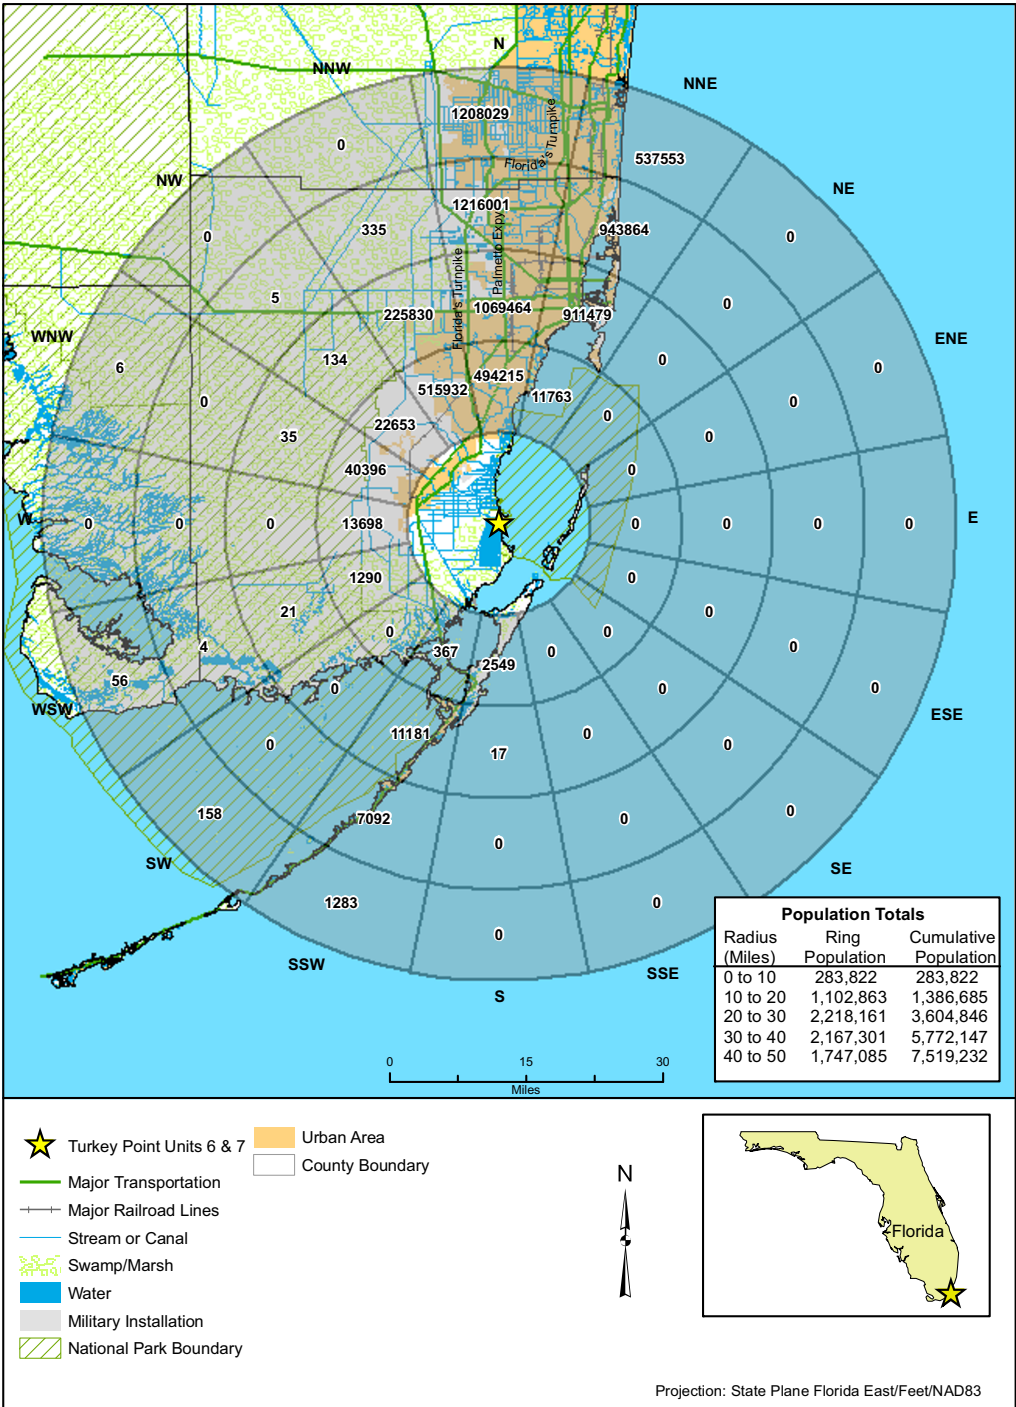 N
NNW
NNE
1208029
0
Florida's Turnpike
537553
NW
NE
1216001
335
943864
0
0
Palmetto Expy
Florida's Turnpike
5
0
225830
1069464
911479
WNW
ENE
134
0
6
494215
0
515932
11763
0
0
0
22653
35
0
40396
0
W
0
0
0
13698
0
0
0
0
E
1290
0
21
0
0
0
4
367
2549
0
0
56
0
0
0
WSW
ESE
11181
0
0
0
17
158
7092
0
0
0
SW
SE
1283
0
0
SSW
SSE
S
Population Totals
Radius (Miles) Ring Population Cumulative Population
0 to 10 283,822 283,822
10 to 20 1,102,863 1,386,685
20 to 30 2,218,161 3,604,846
30 to 40 2,167,301 5,772,147
40 to 50 1,747,085 7,519,232
0 15 30
Miles
Turkey Point Units 6 & 7
Urban Area
County Boundary
Major Transportation
Major Railroad Lines
Stream or Canal
Swamp/Marsh
Water
Military Installation
National Park Boundary
N
Florida
Projection: State Plane Florida East/Feet/NAD83